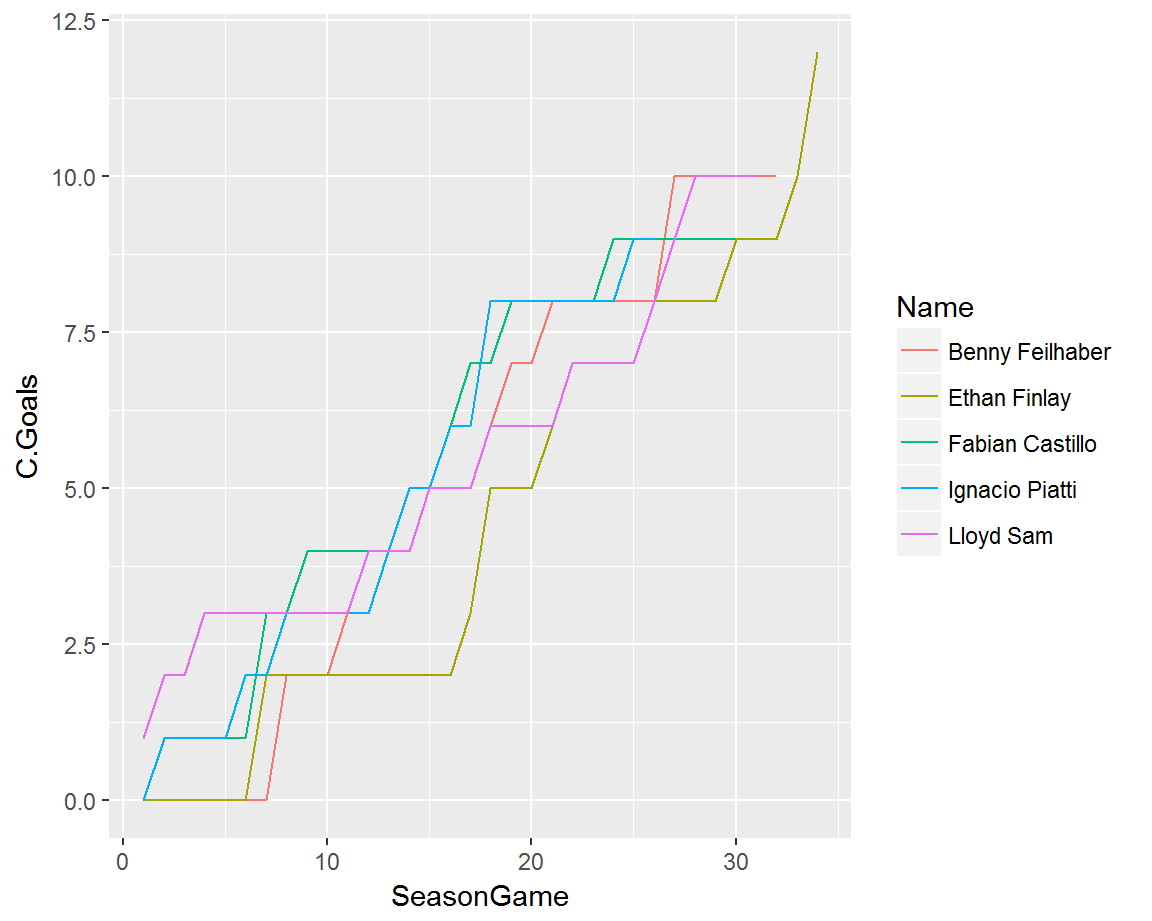 12.5
10.0
7.5
5.0
2.5
0.0
C.Goals
0
10
20
30
SeasonGame
Name
Benny Feilhaber
Ethan Finlay
Fabian Castillo
Ignacio Piatti
Lloyd Sam